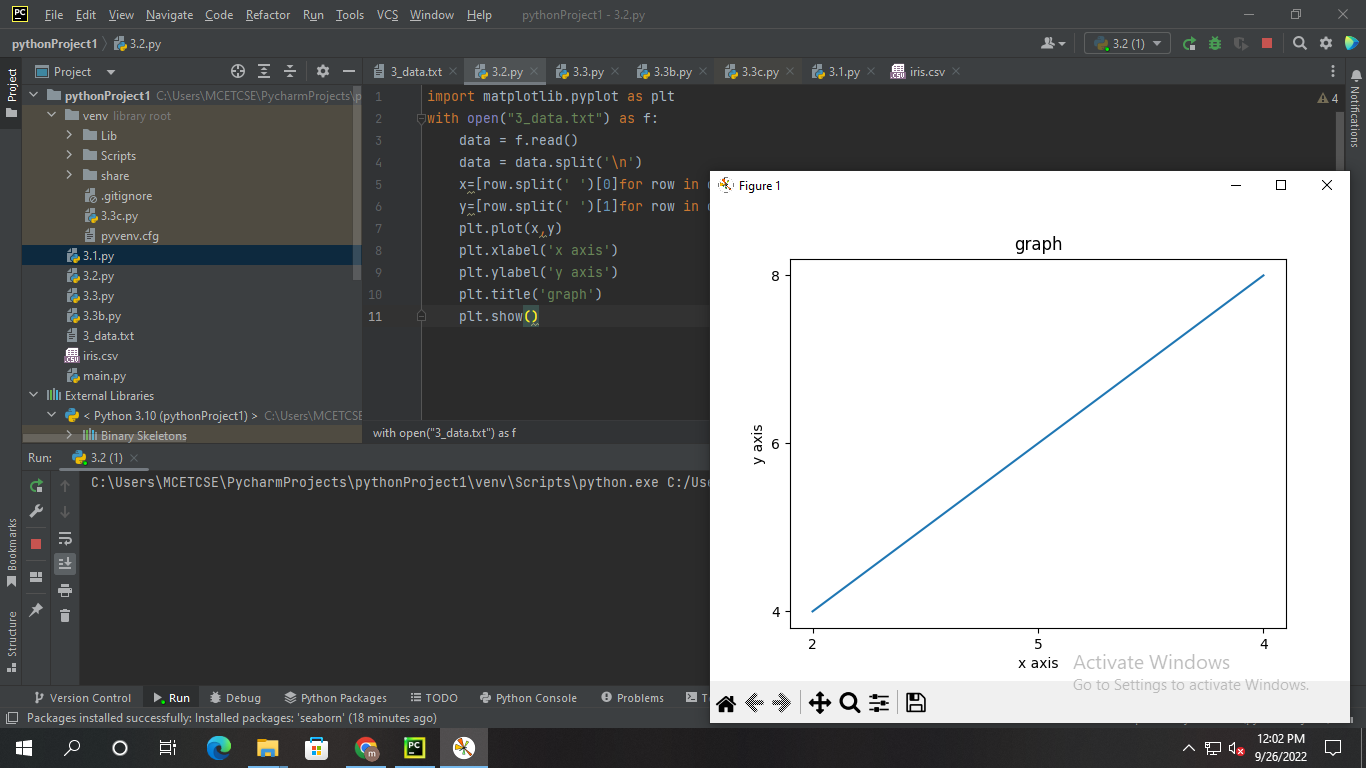 File Edit View Navigate Code Refactor Run Tools VCS Window Help pythonProject1 - 3.2.py
pythonProject1 3.2.py 3.2 (1)
Project
Project
3_data.txt 3.2.py 3.3.py 3.3b.py 3.3c.py 3.1.py iris.csv
Notifications
pythonProject1 C:\Users\MCETCSE\PycharmProjects\p
venv library root
Lib
Scripts
share
.gitignore
3.3c.py
pyvenv.cfg
3.1.py
3.2.py
3.3.py
3.3b.py
3_data.txt
iris.csv
main.py
External Libraries
< Python 3.10 (pythonProject1) > C:\Users\MCETCSE
Binary Skeletons
4
1 import matplotlib.pyplot as plt
2 with open("3_data.txt") as f:
3 data = f.read()
4 data = data.split('\n')
5 x=[row.split(' ')[0]for row in
6 y=[row.split(' ')[1]for row in
7 plt.plot(x,y)
8 plt.xlabel('x axis')
9 plt.ylabel('y axis')
10 plt.title('graph')
11 plt.show()
with open("3_data.txt") as f
Figure 1
graph
8
6
4
y axis
2 5 4
x axis
Activate Windows
Go to Settings to activate Windows.
Run: 3.2 (1)
C:\Users\MCETCSE\PycharmProjects\pythonProject1\venv\Scripts\python.exe C:/Use
Bookmarks
Structure
Version Control Run Debug Python Packages TODO Python Console Problems
Packages installed successfully: Installed packages: 'seaborn' (18 minutes ago)
12:02 PM
9/26/2022